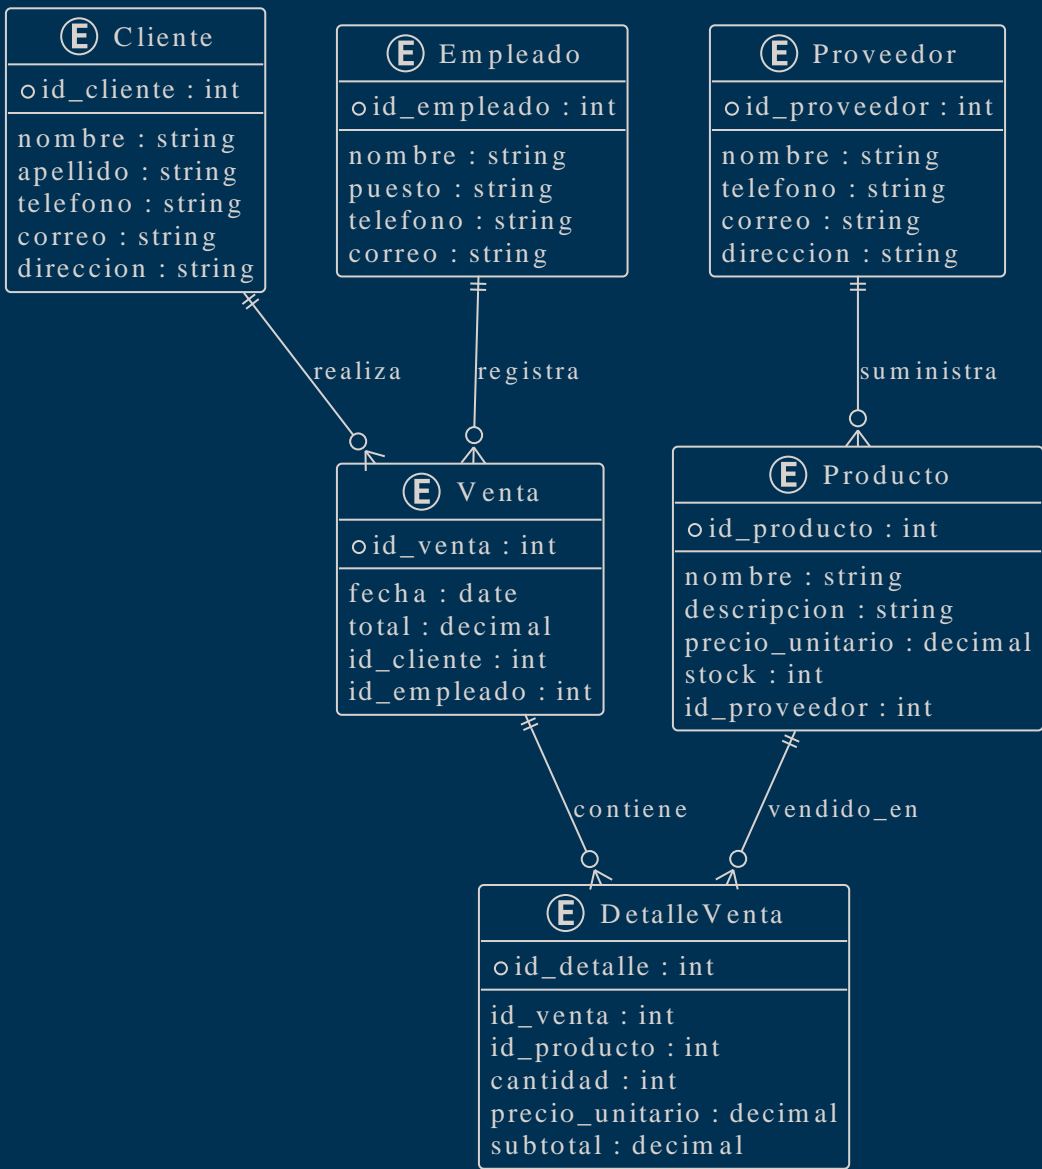 E Cliente
id_cliente : int
nombre : string
apellido : string
telefono : string
correo : string
direccion : string
E Empleado
id_empleado : int
nombre : string
puesto : string
telefono : string
correo : string
E Proveedor
id_proveedor : int
nombre : string
telefono : string
correo : string
direccion : string
realiza
registra
suministra
E Venta
id_venta : int
fecha : date
total : decimal
id_cliente : int
id_empleado : int
E Producto
id_producto : int
nombre : string
descripcion : string
precio_unitario : decimal
stock : int
id_proveedor : int
contiene
vendido_en
E DetalleVenta
id_detalle : int
id_venta : int
id_producto : int
cantidad : int
precio_unitario : decimal
subtotal : decimal